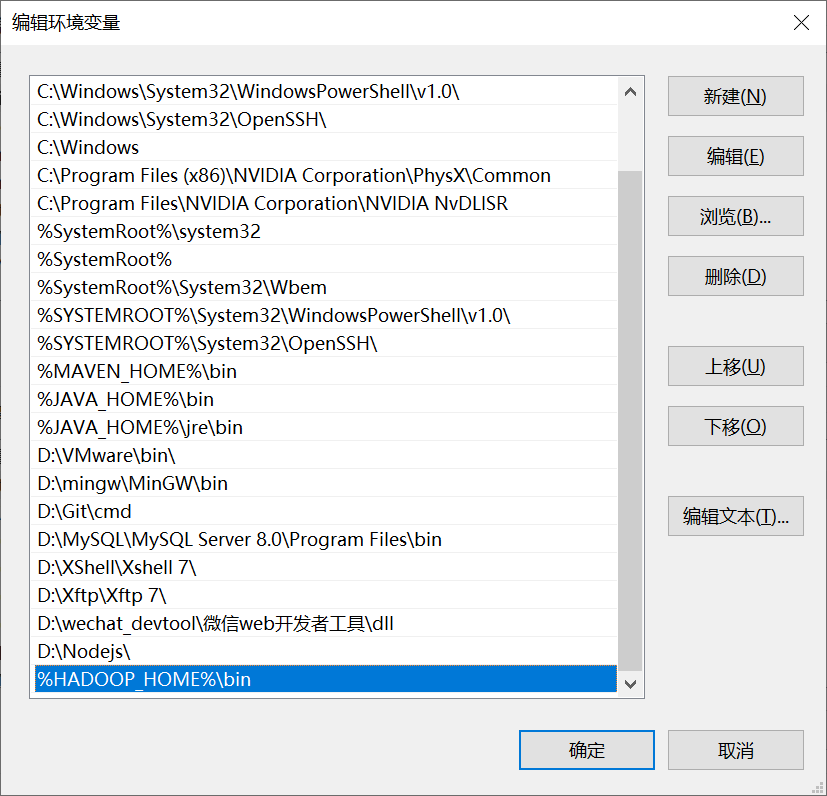 编辑环境变量
C:\Windows\System32\WindowsPowerShell\v1.0\
C:\Windows\System32\OpenSSH\
C:\Windows
C:\Program Files (x86)\NVIDIA Corporation\PhysX\Common
C:\Program Files\NVIDIA Corporation\NVIDIA NvDLISR
%SystemRoot%\system32
%SystemRoot%
%SystemRoot%\System32\Wbem
%SYSTEMROOT%\System32\WindowsPowerShell\v1.0\
%SYSTEMROOT%\System32\OpenSSH\
%MAVEN_HOME%\bin
%JAVA_HOME%\bin
%JAVA_HOME%\jre\bin
D:\VMware\bin\
D:\mingw\MinGW\bin
D:\Git\cmd
D:\MySQL\MySQL Server 8.0\Program Files\bin
D:\XShell\Xshell 7\
D:\Xftp\Xftp 7\
D:\wechat_devtool\微信web开发者工具\dll
D:\Nodejs\
%HADOOP_HOME%\bin
新建(N)
编辑(E)
浏览(B)...
删除(D)
上移(U)
下移(O)
编辑文本(T)...
确定
取消